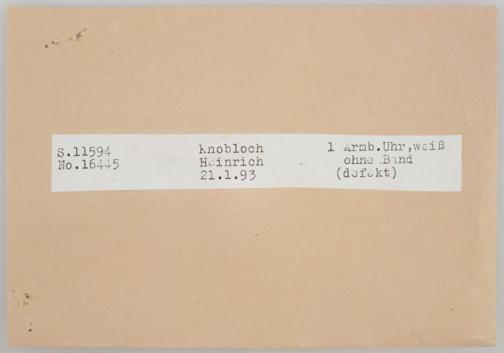 S.11594 Knobloch 1 Armb.Uhr,weiß
No.16445 Heinrich ohne Band
21.1.93 (defekt)